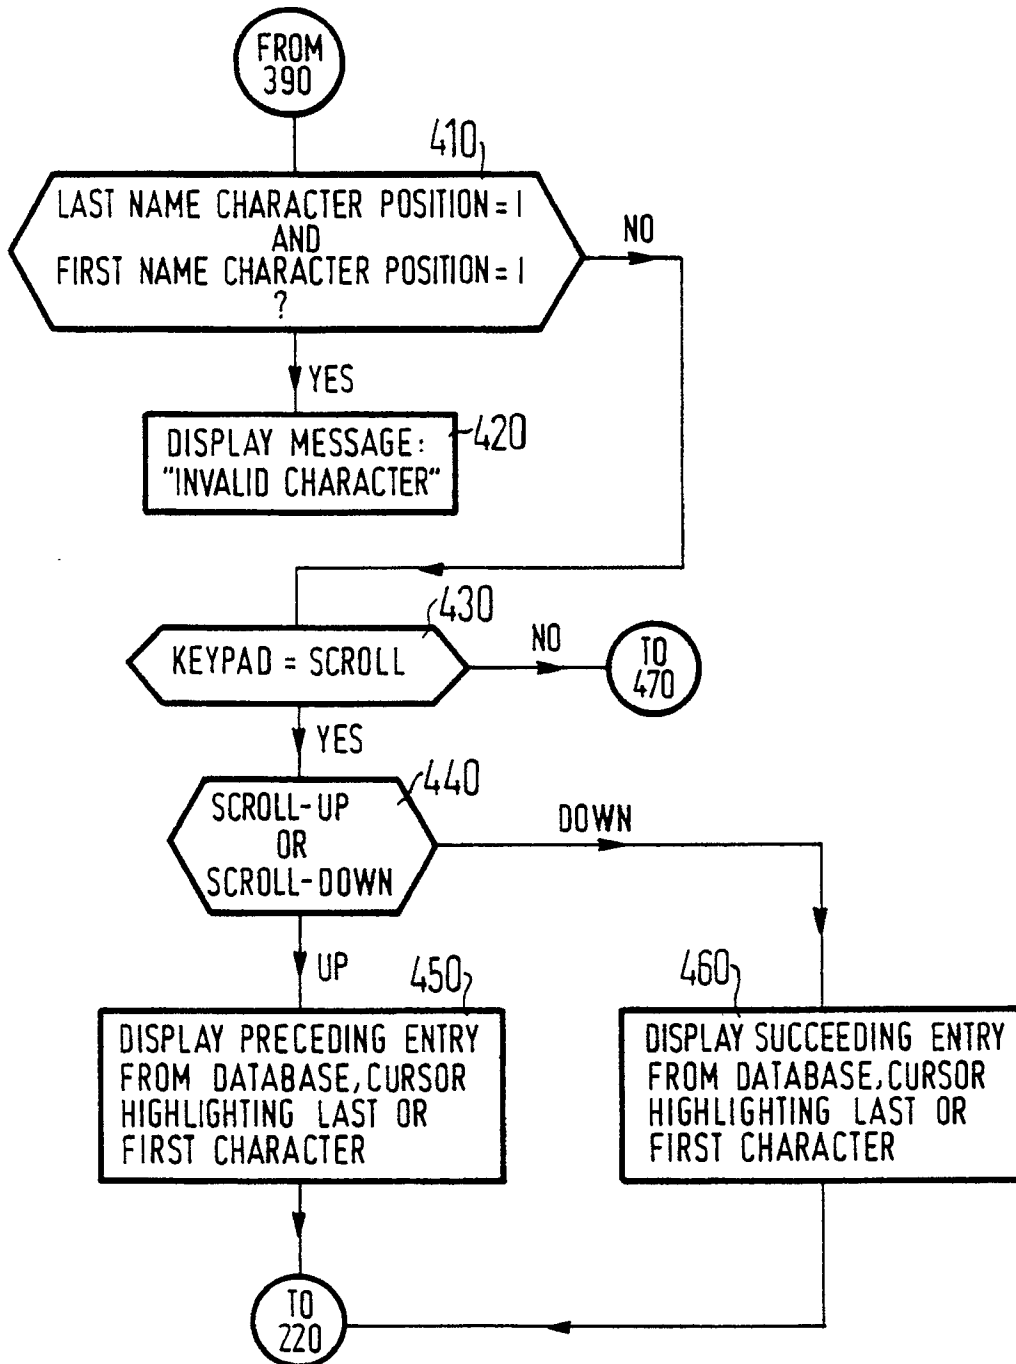 FROM
390
410
LAST NAME CHARACTER POSITION = 1
AND
FIRST NAME CHARACTER POSITION = 1
?
NO
YES
420
DISPLAY MESSAGE:
"INVALID CHARACTER"
430
KEYPAD = SCROLL
NO
TO
470
YES
440
SCROLL-UP
OR
SCROLL-DOWN
DOWN
UP
450
DISPLAY PRECEDING ENTRY
FROM DATABASE, CURSOR
HIGHLIGHTING LAST OR
FIRST CHARACTER
460
DISPLAY SUCCEEDING ENTRY
FROM DATABASE, CURSOR
HIGHLIGHTING LAST OR
FIRST CHARACTER
TO
220